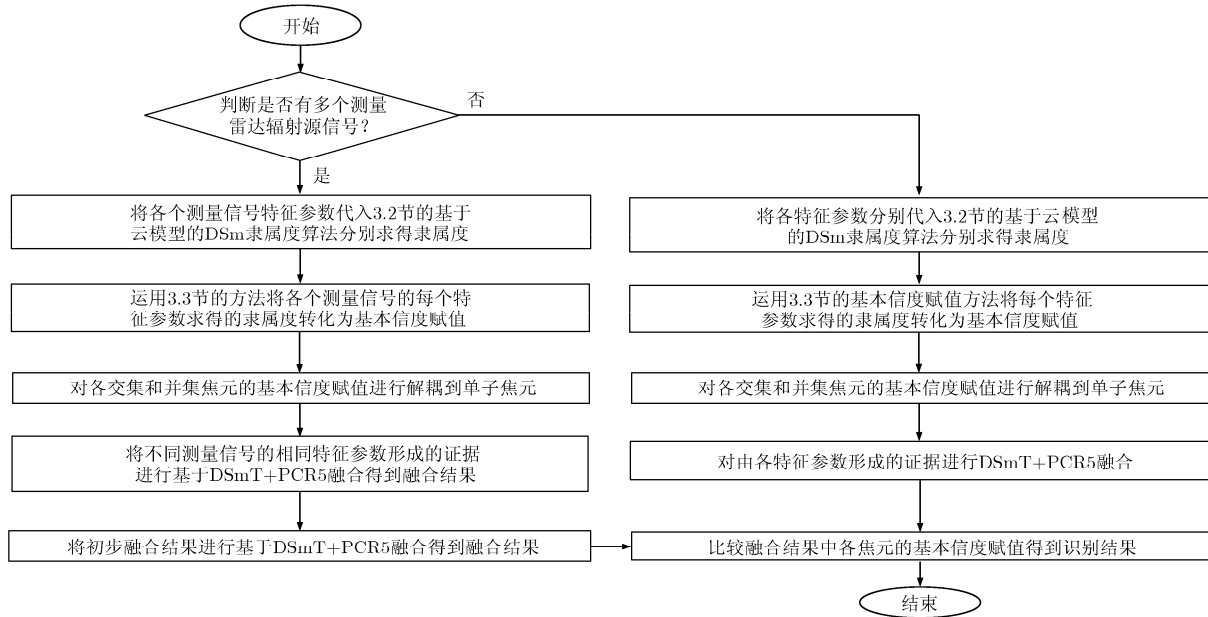 开始
判断是否有多个测量
雷达辐射源信号?
否
是
将各个测量信号特征参数代入3.2节的基于
云模型的DSm隶属度算法分别求得隶属度
运用3.3节的方法将各个测量信号的每个特
征参数求得的隶属度转化为基本信度赋值
对各交集和并集焦元的基本信度赋值进行解耦到单子焦元
将不同测量信号的相同特征参数形成的证据
进行基于DSmT+PCR5融合得到融合结果
将初步融合结果进行基于DSmT+PCR5融合得到融合结果
将各特征参数分别代入3.2节的基于云模型
的DSm隶属度算法分别求得隶属度
运用3.3节的基本信度赋值方法将每个特征
参数求得的隶属度转化为基本信度赋值
对各交集和并集焦元的基本信度赋值进行解耦到单子焦元
对由各特征参数形成的证据进行DSmT+PCR5融合
比较融合结果中各焦元的基本信度赋值得到识别结果
结束